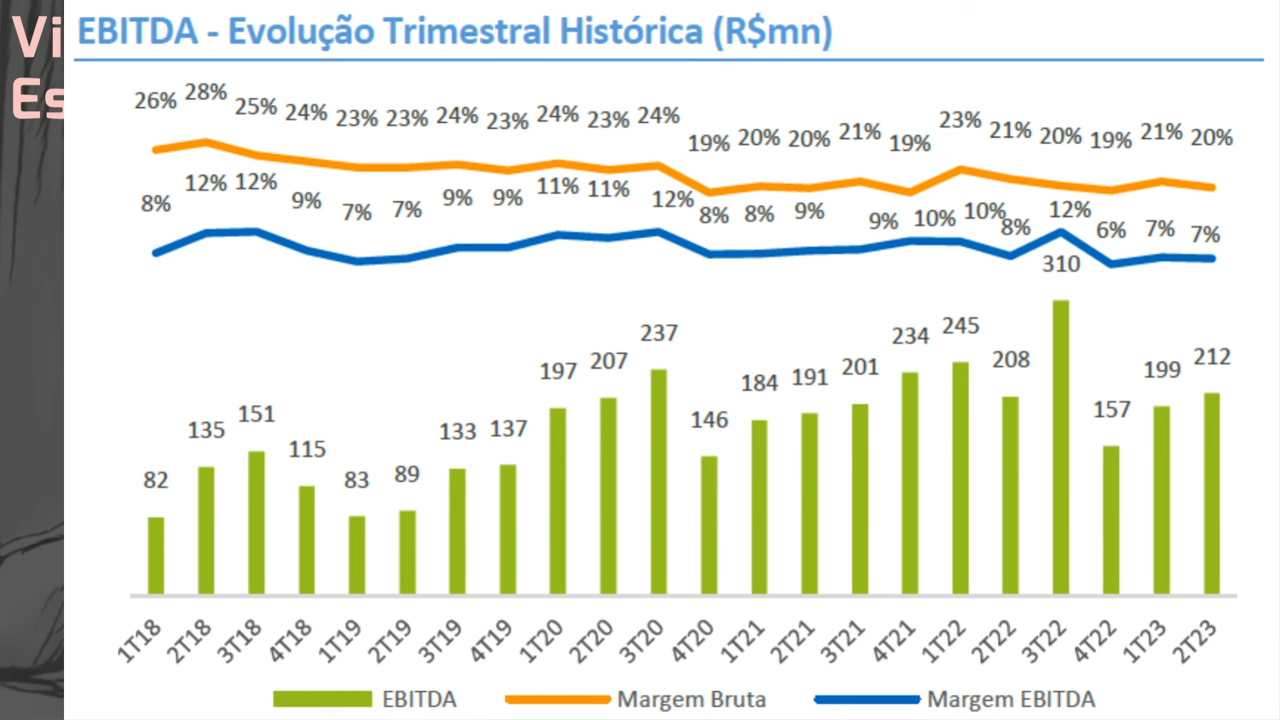 Vi
Es
EBITDA - Evolução Trimestral Histórica (R$mn)
26% 28% 25% 24% 23% 23% 24% 23% 24% 23% 24% 19% 20% 20% 21% 19% 23% 21% 20% 19% 21% 20%
8% 12% 12% 9% 7% 7% 9% 9% 11% 11% 12% 8% 8% 9% 9% 10% 10% 8% 12% 6% 7% 7%
82 135 151 115 83 89 133 137 197 207 237 146 184 191 201 234 245 208 310 157 199 212
1T18 2T18 3T18 4T18 1T19 2T19 3T19 4T19 1T20 2T20 3T20 4T20 1T21 2T21 3T21 4T21 1T22 2T22 3T22 4T22 1T23 2T23
EBITDA Margem Bruta Margem EBITDA